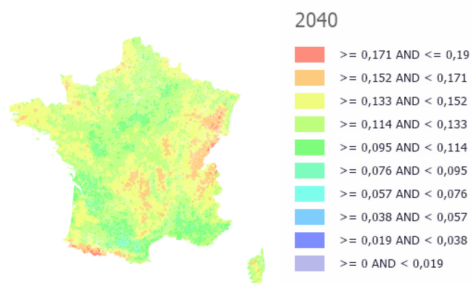 2040
>= 0,171 AND <= 0,19
>= 0,152 AND < 0,171
>= 0,133 AND < 0,152
>= 0,114 AND < 0,133
>= 0,095 AND < 0,114
>= 0,076 AND < 0,095
>= 0,057 AND < 0,076
>= 0,038 AND < 0,057
>= 0,019 AND < 0,038
>= 0 AND < 0,019